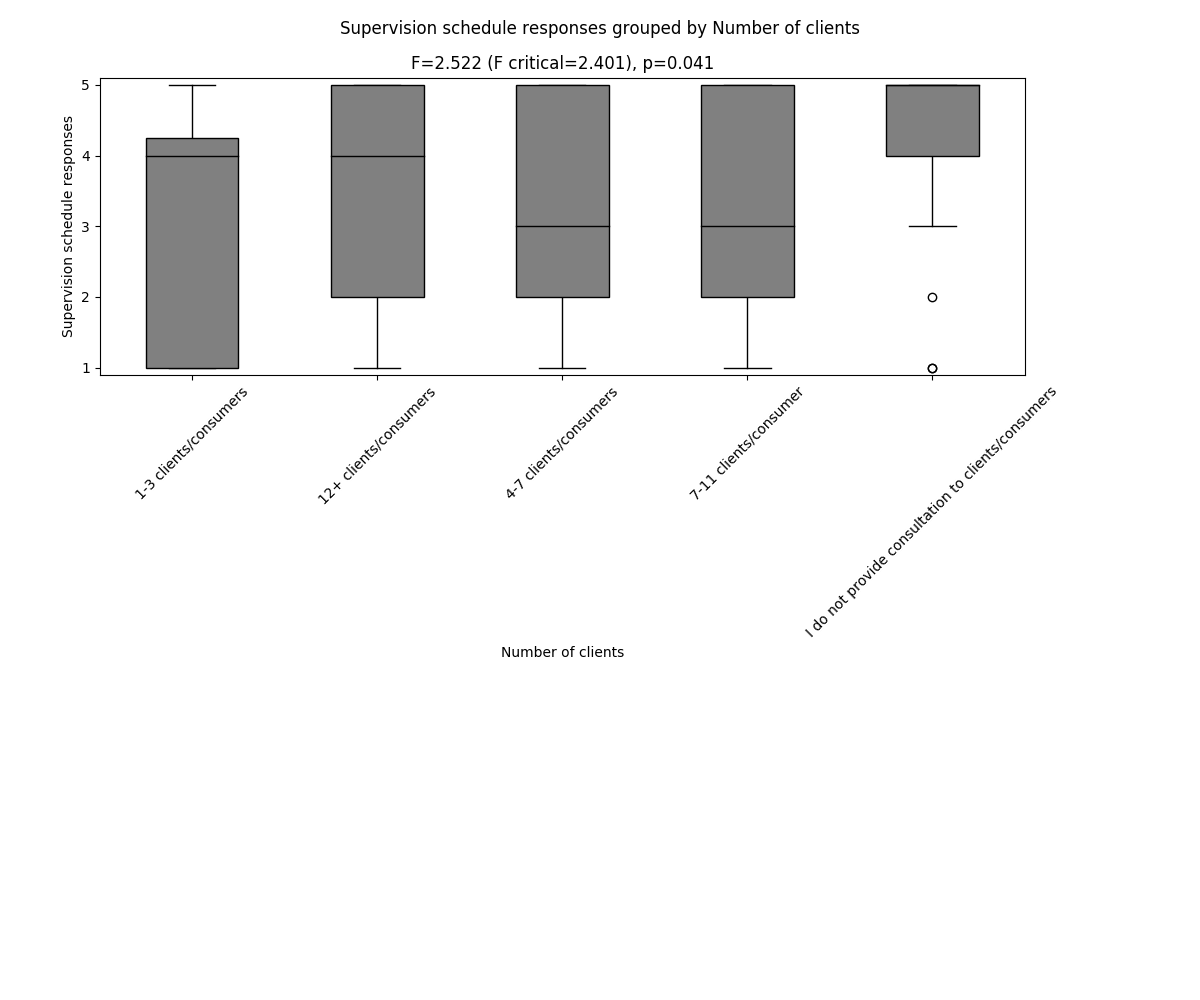 Supervision schedule responses grouped by Number of clients
F=2.522 (F critical=2.401), p=0.041
Supervision schedule responses
5
4
3
2
1
1-3 clients/consumers
12+ clients/consumers
4-7 clients/consumers
7-11 clients/consumer
I do not provide consultation to clients/consumers
Number of clients